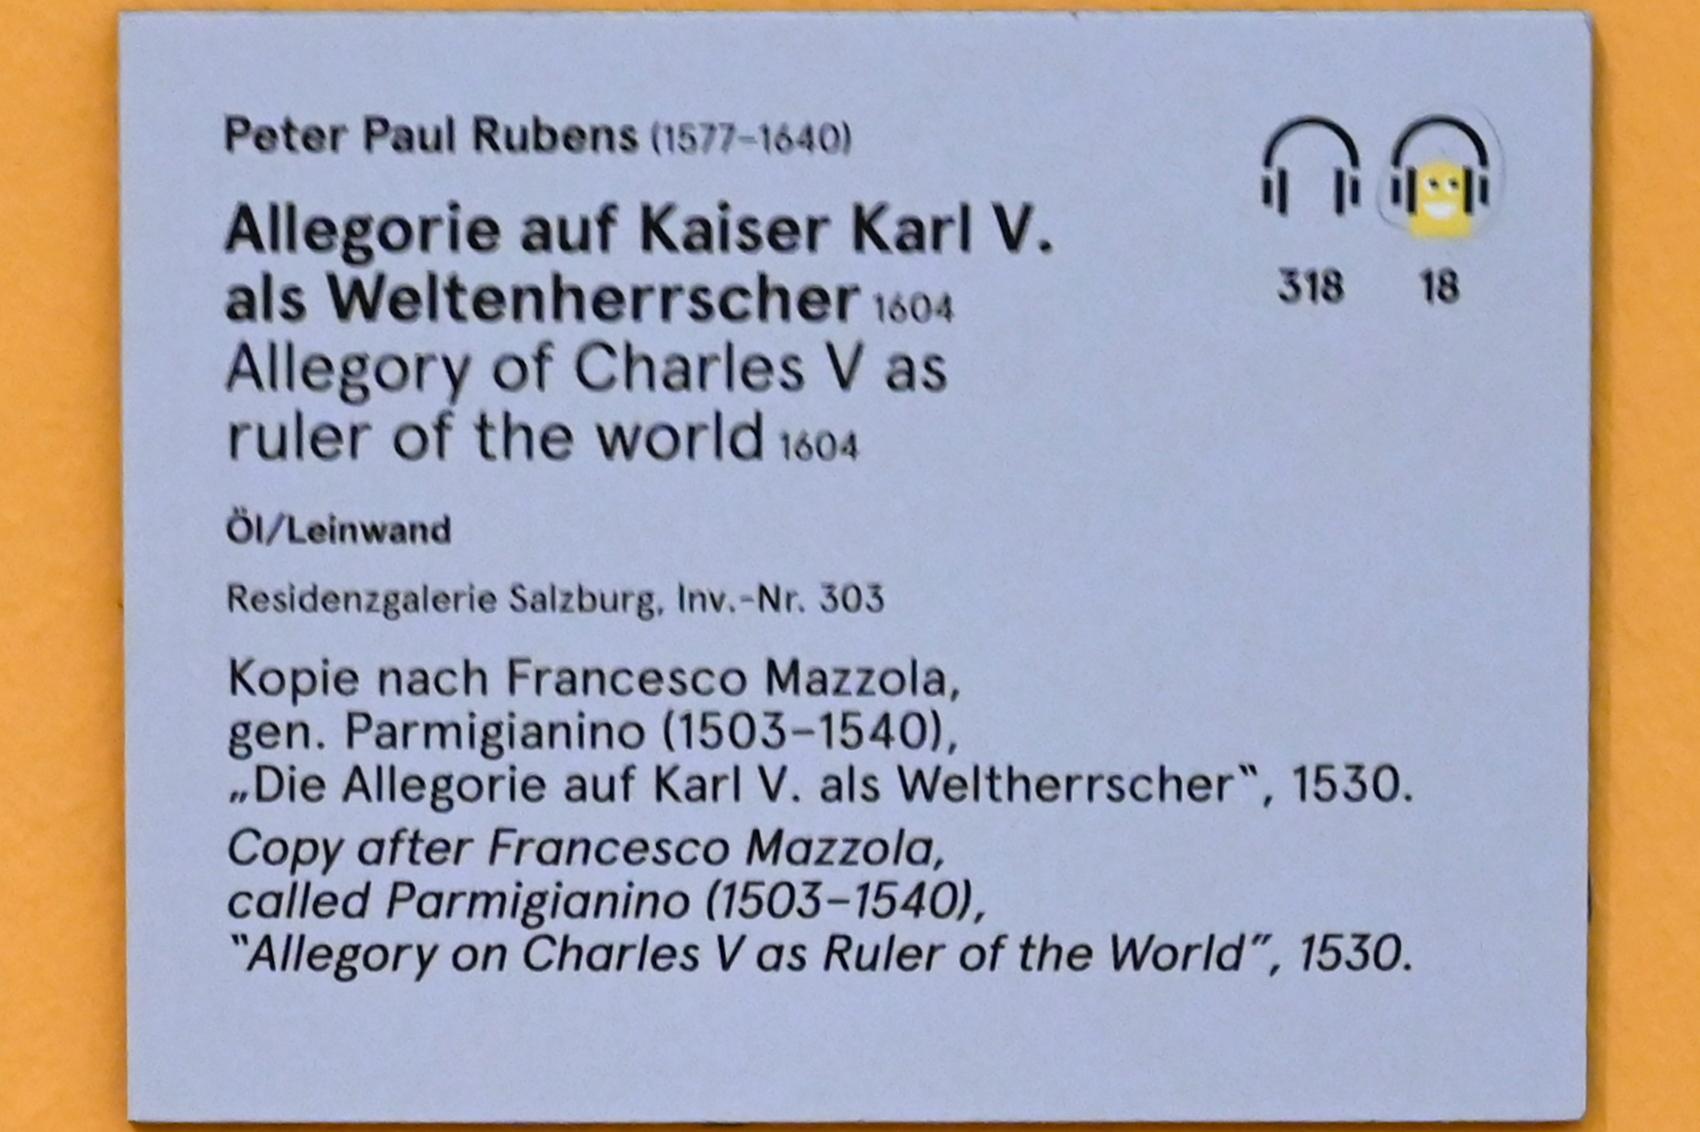 Peter Paul Rubens (1577–1640)
Allegorie auf Kaiser Karl V.
als Weltenherrscher 1604
Allegory of Charles V as
ruler of the world 1604
318 18
Öl/Leinwand
Residenzgalerie Salzburg, Inv.-Nr. 303
Kopie nach Francesco Mazzola,
gen. Parmigianino (1503–1540),
„Die Allegorie auf Karl V. als Weltherrscher‟, 1530.
Copy after Francesco Mazzola,
called Parmigianino (1503–1540),
‟Allegory on Charles V as Ruler of the World”, 1530.